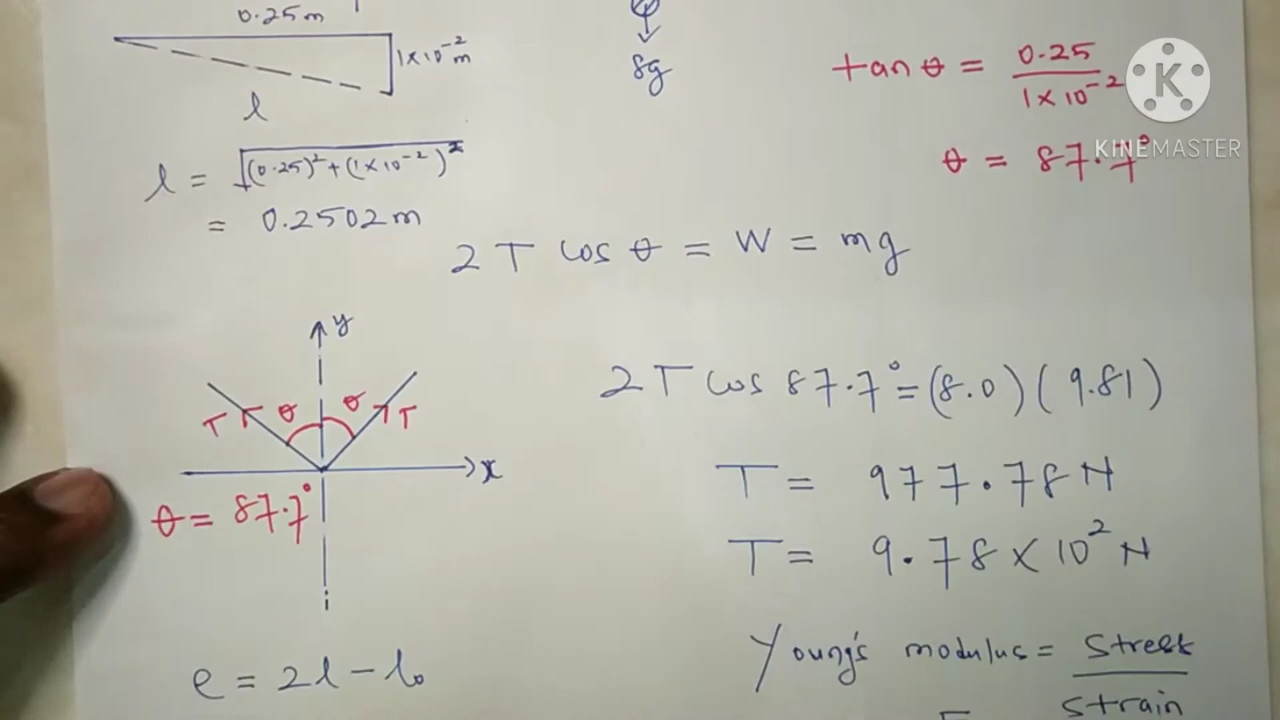 0.25m
1×10⁻² m
l
8g
tan θ = 0.25 / 1×10⁻²
KINEMASTER
θ = 87.7°
l = √(0.25)² + (1×10⁻²)²
= 0.2502m
2T cos θ = W = mg
y
T θ θ T
x
θ = 87.7°
2T cos 87.7° = (8.0)(9.81)
T = 977.78N
T = 9.78×10² N
e = 2l - l₀
Young's modulus = Stress / Strain